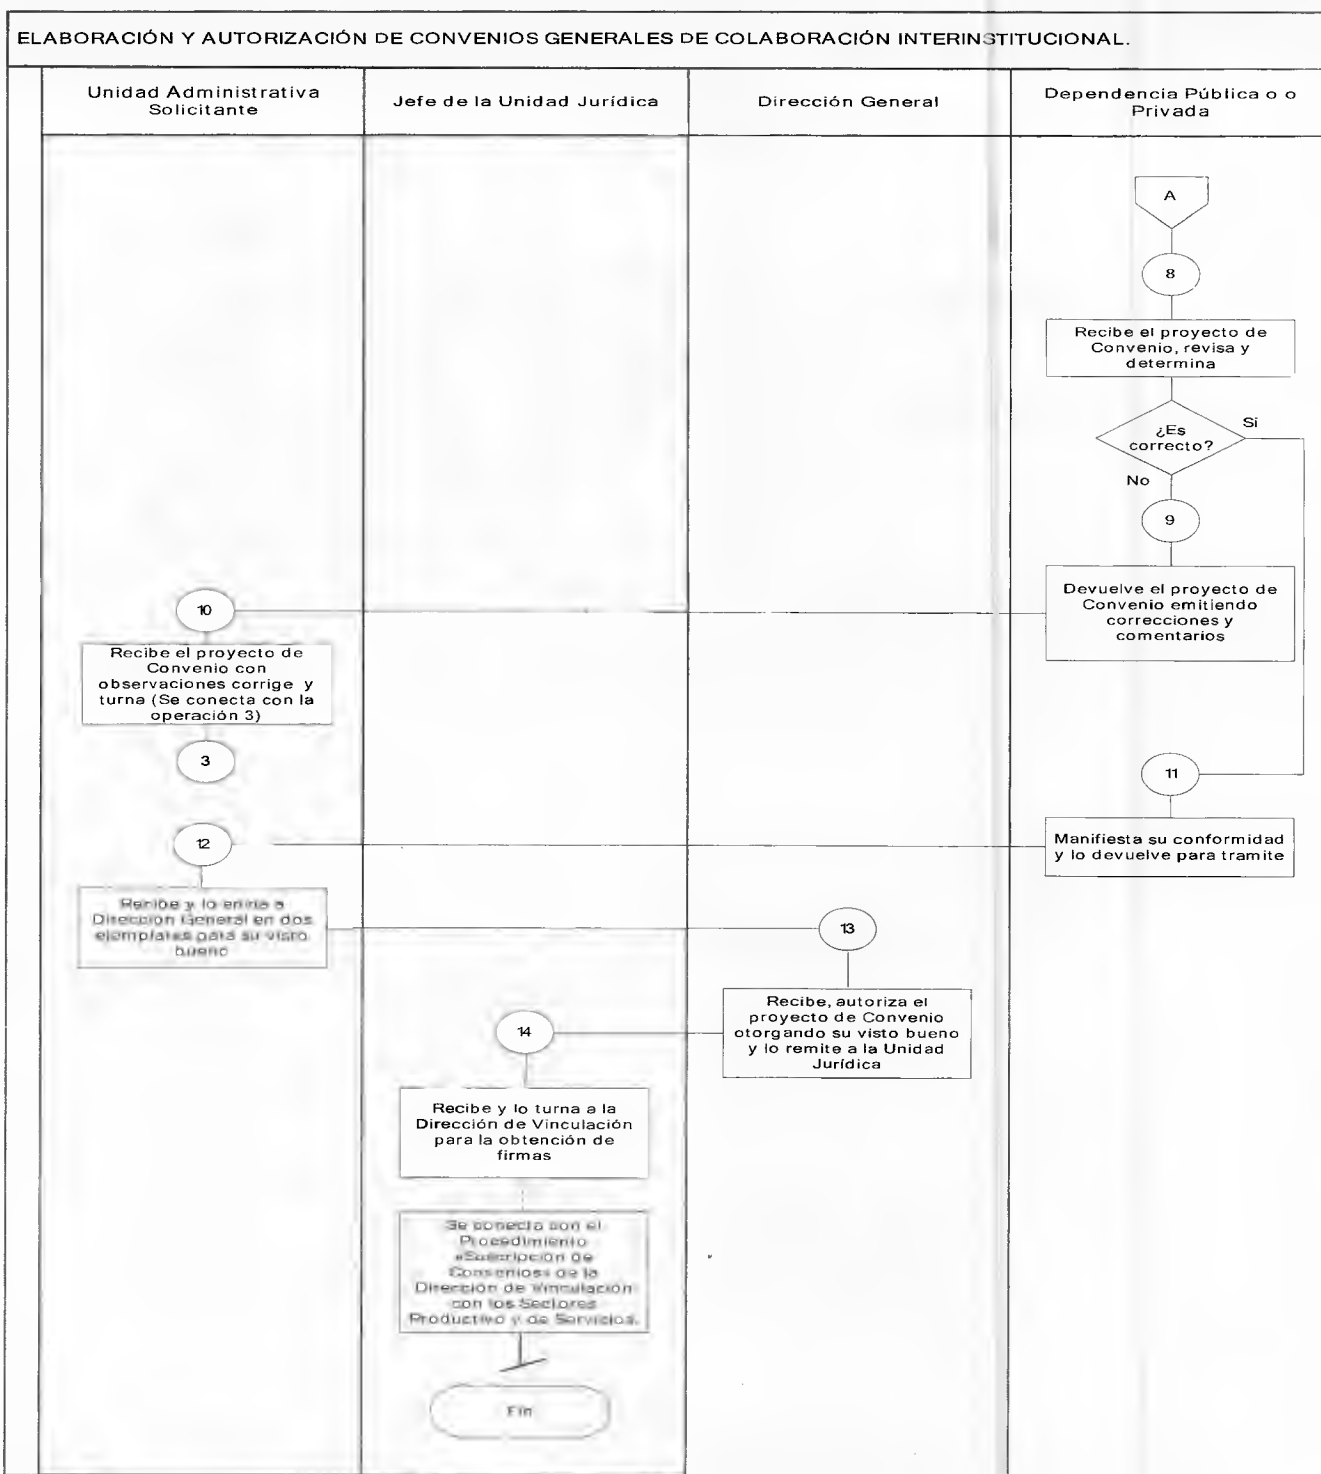 ELABORACIÓN Y AUTORIZACIÓN DE CONVENIOS GENERALES DE COLABORACIÓN INTERINSTITUCIONAL.
Unidad Administrativa
Solicitante
Jefe de la Unidad Jurídica
Dirección General
Dependencia Pública o o
Privada
A
8
Recibe el proyecto de
Convenio, revisa y
determina
¿Es
correcto?
Si
No
9
Devuelve el proyecto de
Convenio emitiendo
correcciones y
comentarios
10
Recibe el proyecto de
Convenio con
observaciones corrige y
turna (Se conecta con la
operación 3)
3
11
Manifiesta su conformidad
y lo devuelve para tramite
12
Recibe y lo envia a
Dirección General en dos
ejemplares para su visto
bueno
13
Recibe, autoriza el
proyecto de Convenio
otorgando su visto bueno
y lo remite a la Unidad
Jurídica
14
Recibe y lo turna a la
Dirección de Vinculación
para la obtención de
firmas
Se conecta con el
Procedimiento
«Suscripción de
Convenios» de la
Dirección de Vinculación
con los Sectores
Productivo y de Servicios.
Fin